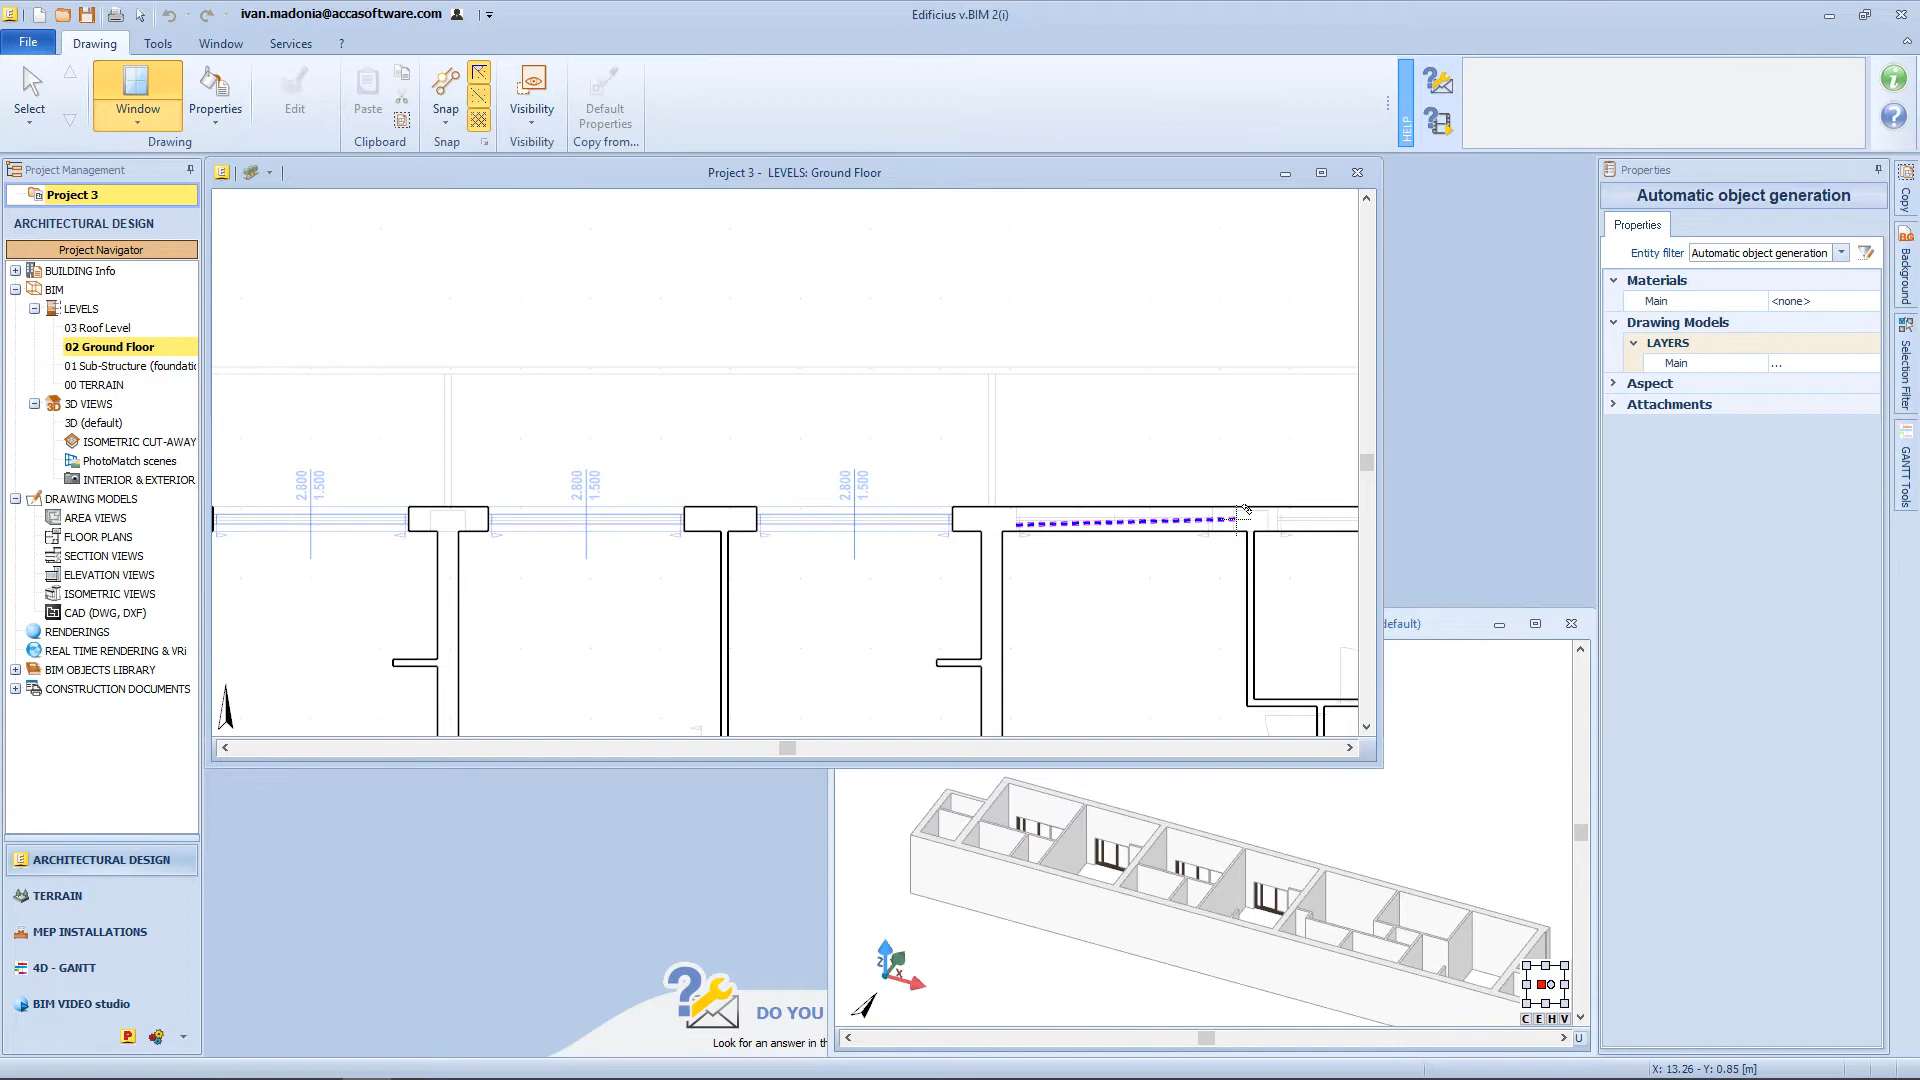 ivan.madonia@accasoftware.com
Edificius v.BIM 2(i)
File
Drawing
Tools
Window
Services
?
Select
Window
Properties
Edit
Paste
Snap
Visibility
Default
Properties
Drawing
Clipboard
Snap
Visibility
Copy from...
HELP
Project Management
Project 3
ARCHITECTURAL DESIGN
Project Navigator
BUILDING Info
BIM
LEVELS
03 Roof Level
02 Ground Floor
01 Sub-Structure (foundatio
00 TERRAIN
3D VIEWS
3D (default)
ISOMETRIC CUT-AWAY
PhotoMatch scenes
INTERIOR & EXTERIOR
DRAWING MODELS
AREA VIEWS
FLOOR PLANS
SECTION VIEWS
ELEVATION VIEWS
ISOMETRIC VIEWS
CAD (DWG, DXF)
RENDERINGS
REAL TIME RENDERING & VRi
BIM OBJECTS LIBRARY
CONSTRUCTION DOCUMENTS
ARCHITECTURAL DESIGN
TERRAIN
MEP INSTALLATIONS
4D - GANTT
BIM VIDEO studio
Project 3 - LEVELS: Ground Floor
2.800
1.500
2.800
1.500
2.800
1.500
default)
Z
X
C E H V
U
DO YOU
Look for an answer in th
Properties
Automatic object generation
Properties
Entity filter
Automatic object generation
Materials
Main
<none>
Drawing Models
LAYERS
Main
...
Aspect
Attachments
Copy
BG
Background
Selection Filter
GANTT Tools
X: 13.26 - Y: 0.85 [m]